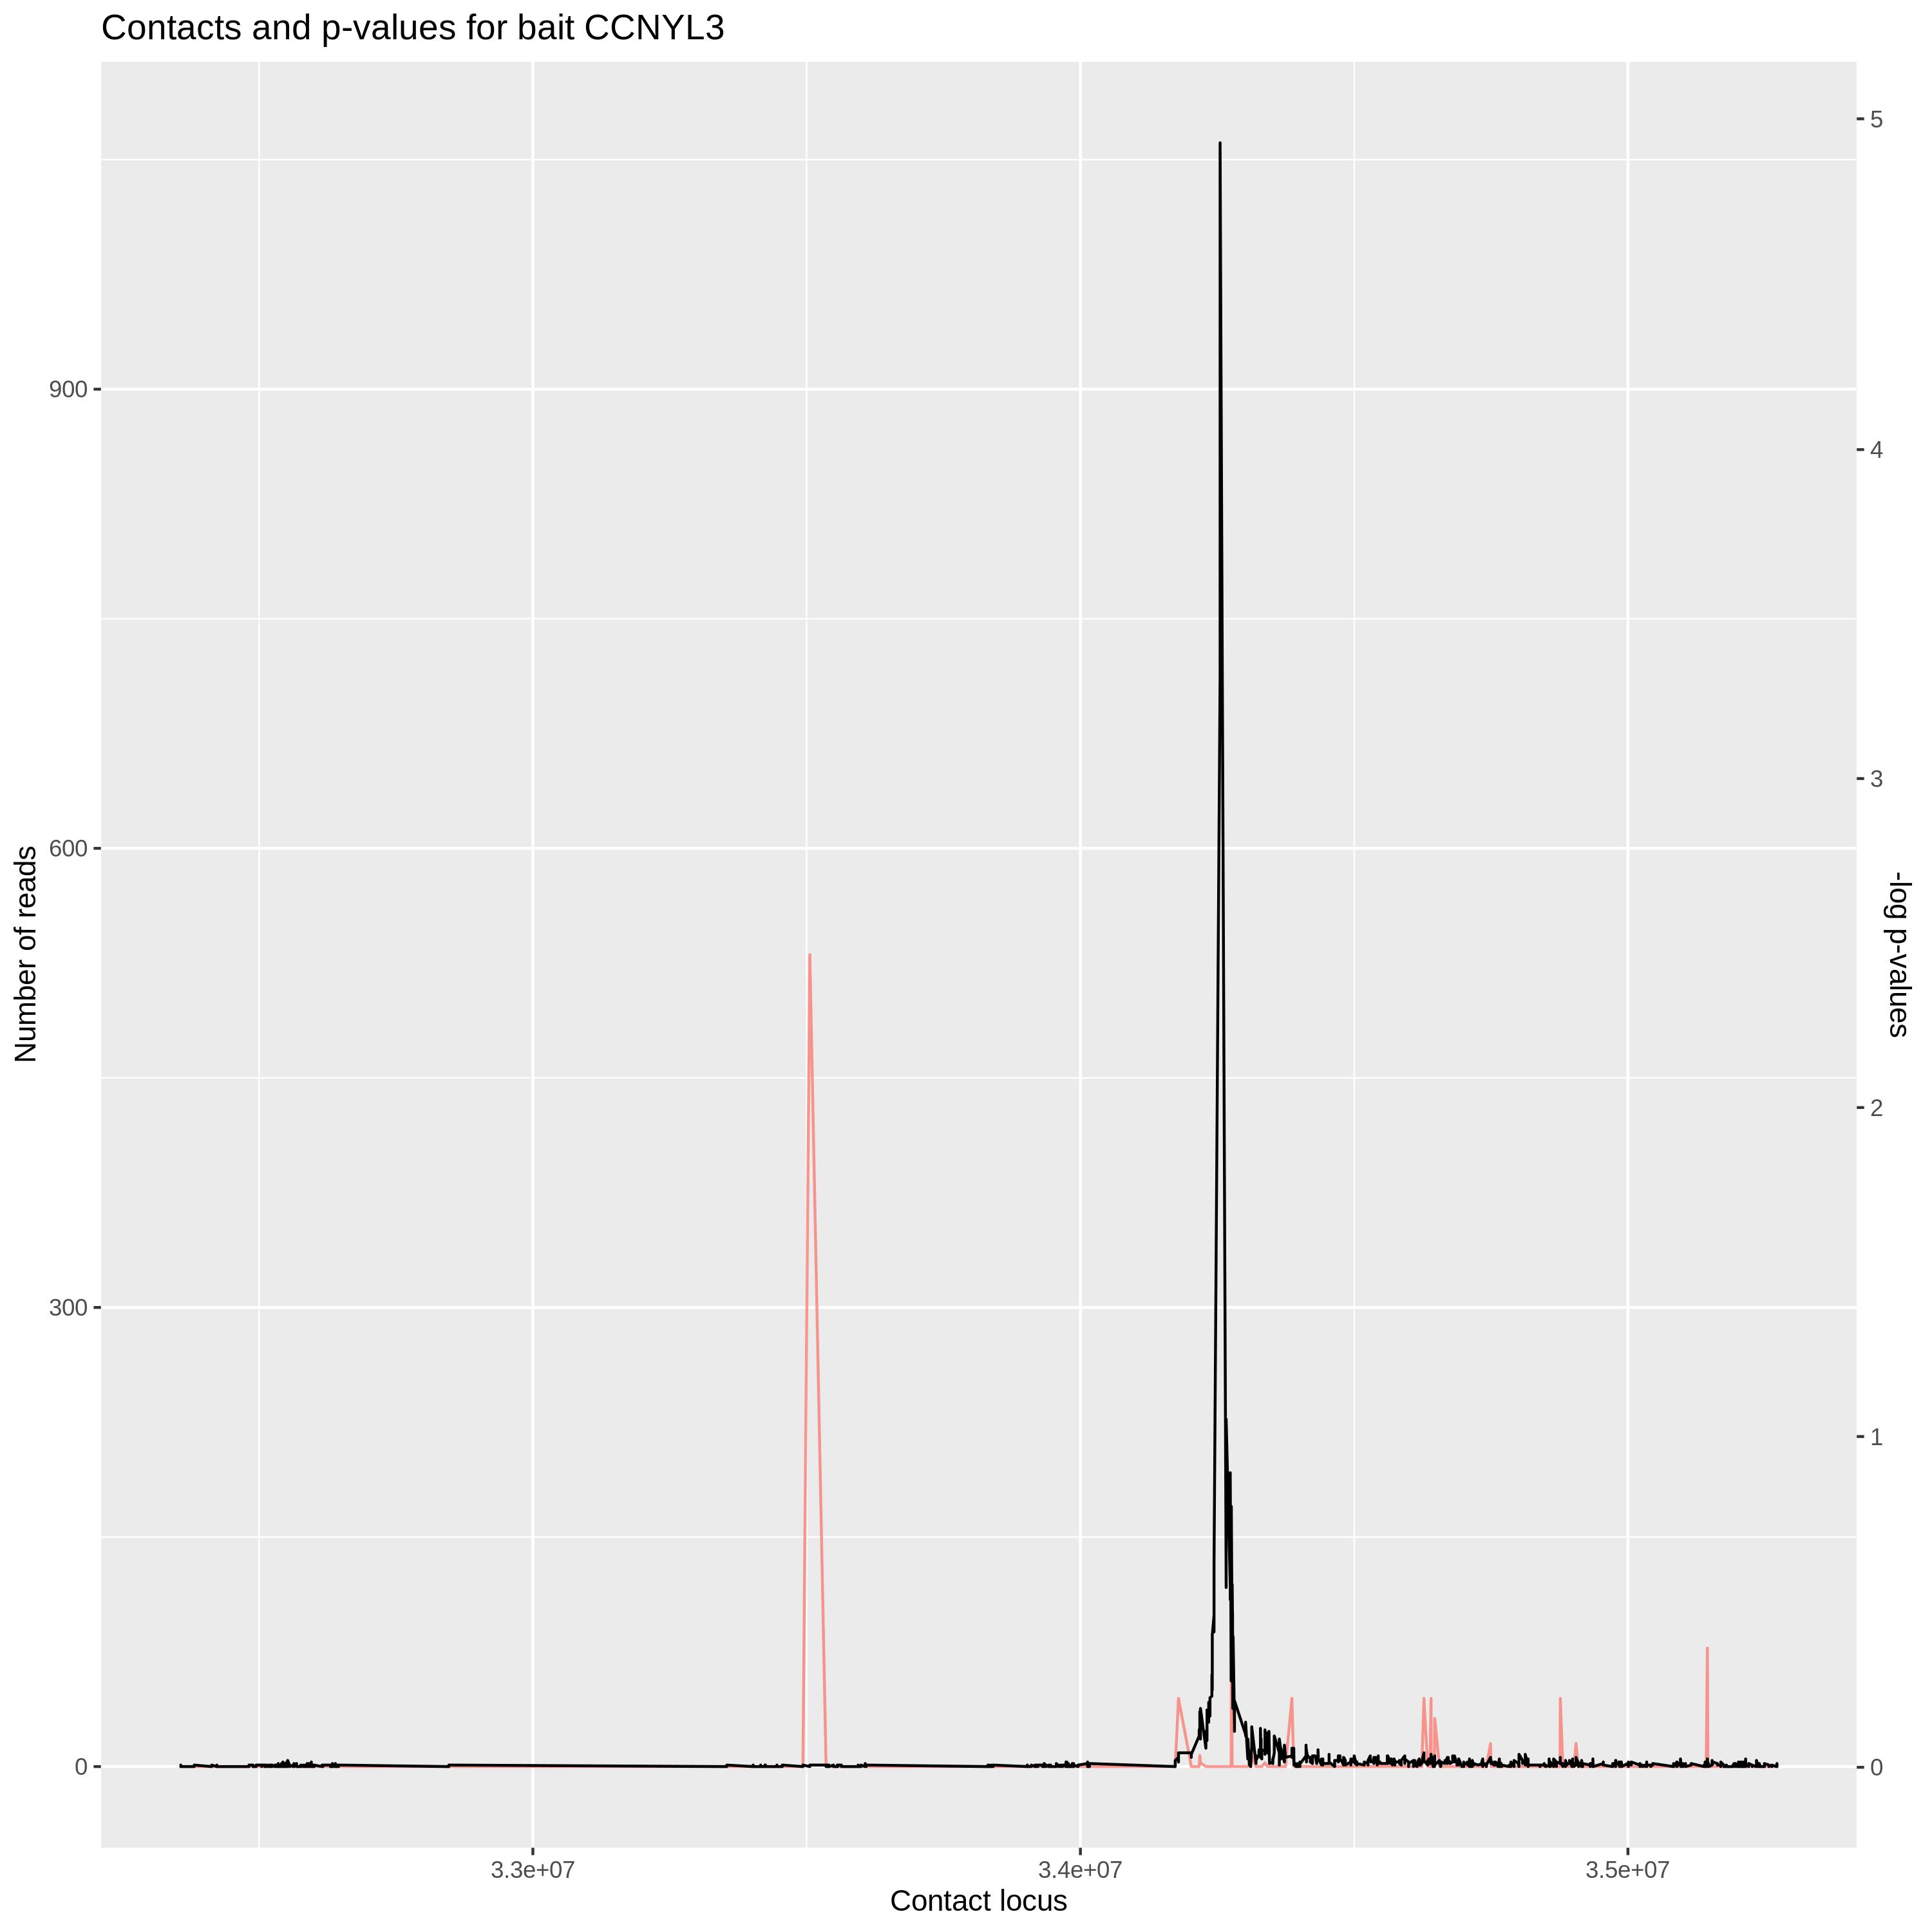 Contacts and p-values for bait CCNYL3
Number of reads
900
600
300
0
5
4
3
2
1
0
-log p-values
3.3e+07
3.4e+07
3.5e+07
Contact locus